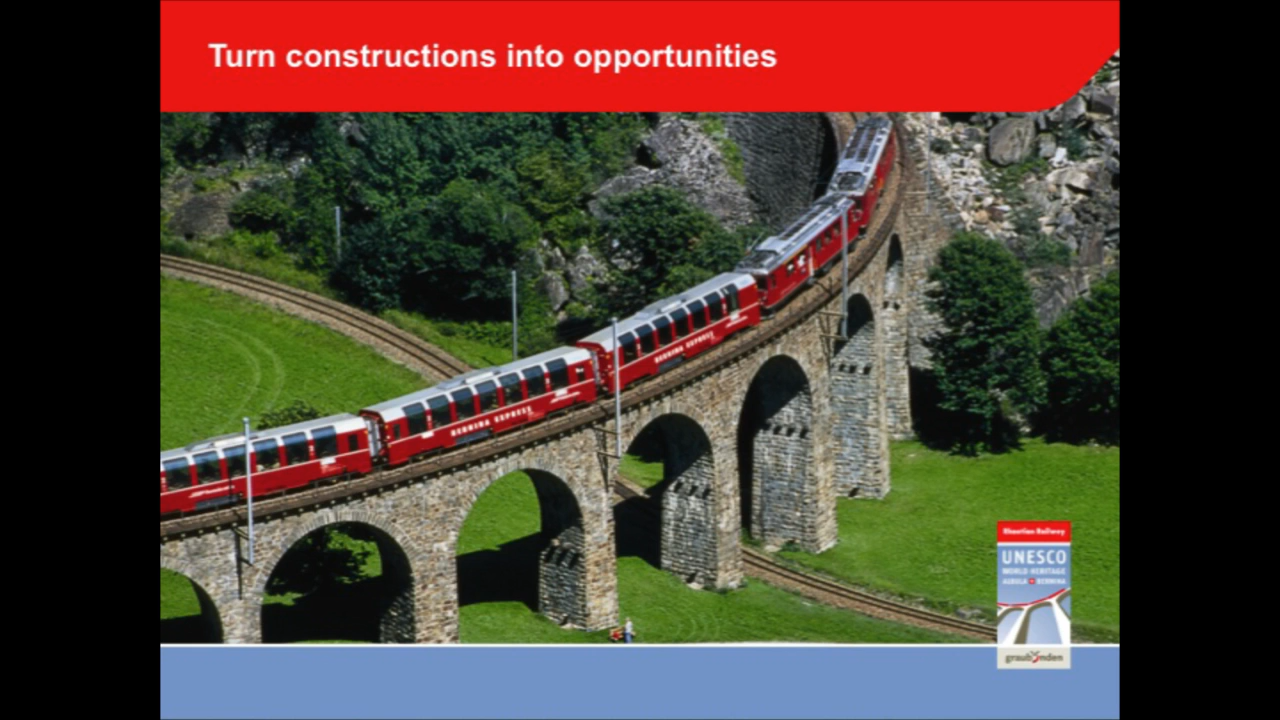 Turn constructions into opportunities
BERNINA EXPRESS
BERNINA EXPRESS
Rhaetian Railway
UNESCO
WORLD HERITAGE
ALBULA BERNINA
graubünden